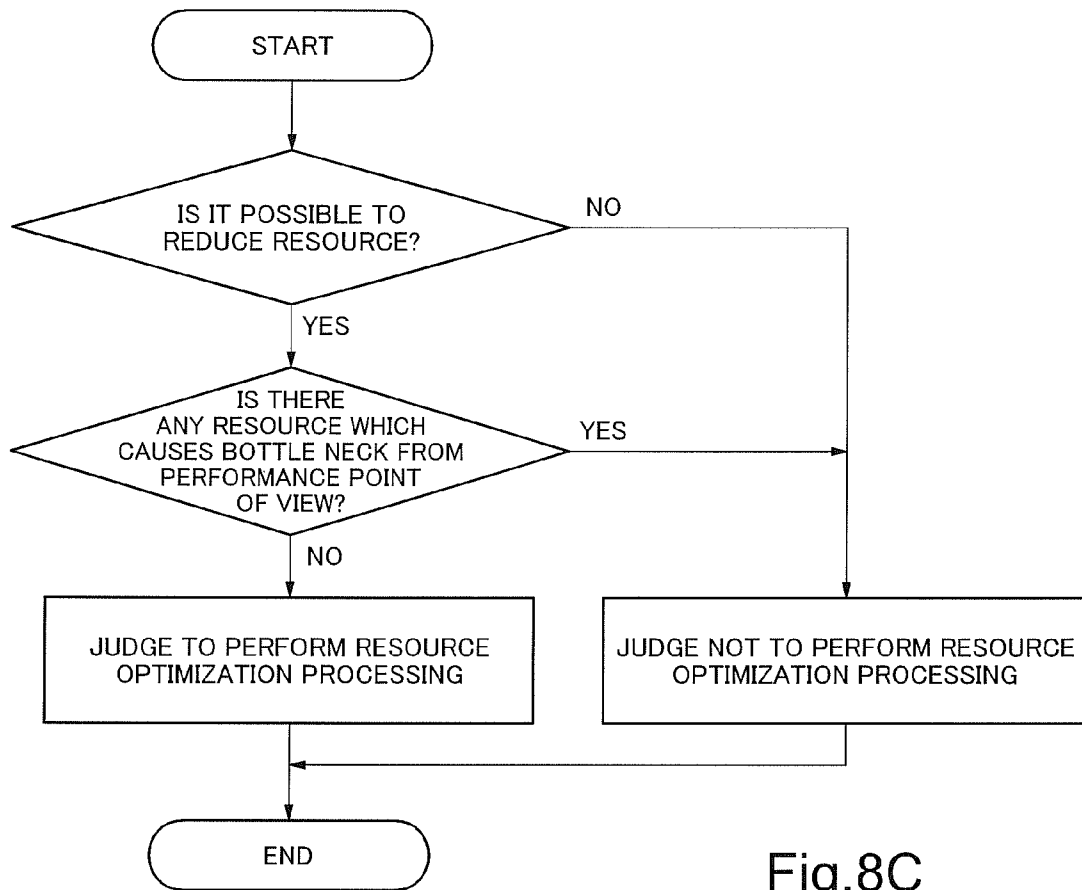 START
IS IT POSSIBLE TO
REDUCE RESOURCE?
NO
YES
IS THERE
ANY RESOURCE WHICH
CAUSES BOTTLE NECK FROM
PERFORMANCE POINT
OF VIEW?
YES
NO
JUDGE TO PERFORM RESOURCE
OPTIMIZATION PROCESSING
JUDGE NOT TO PERFORM RESOURCE
OPTIMIZATION PROCESSING
END
Fig.8C